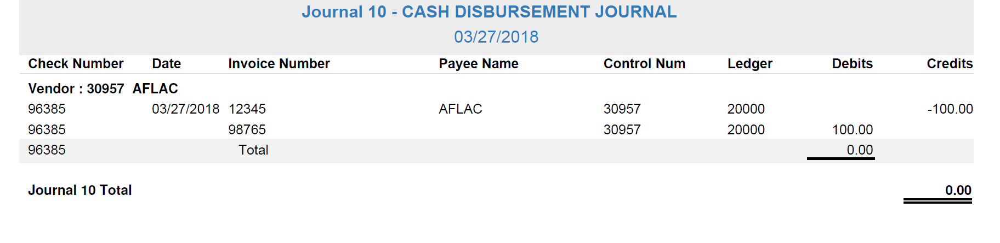 Journal 10 - CASH DISBURSEMENT JOURNAL
03/27/2018
Check Number Date Invoice Number Payee Name Control Num Ledger Debits Credits
Vendor : 30957 AFLAC
96385 03/27/2018 12345 AFLAC 30957 20000 -100.00
96385 98765 30957 20000 100.00
96385 Total 0.00
Journal 10 Total 0.00